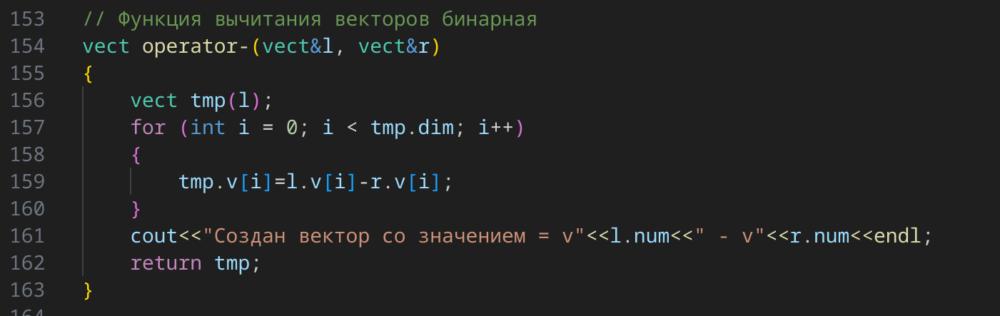 153 // Функция вычитания векторов бинарная
154 vect operator-(vect&l, vect&r)
155 {
156 vect tmp(l);
157 for (int i = 0; i < tmp.dim; i++)
158 {
159 tmp.v[i]=l.v[i]-r.v[i];
160 }
161 cout<<"Создан вектор со значением = v"<<l.num<<" - v"<<r.num<<endl;
162 return tmp;
163 }
164